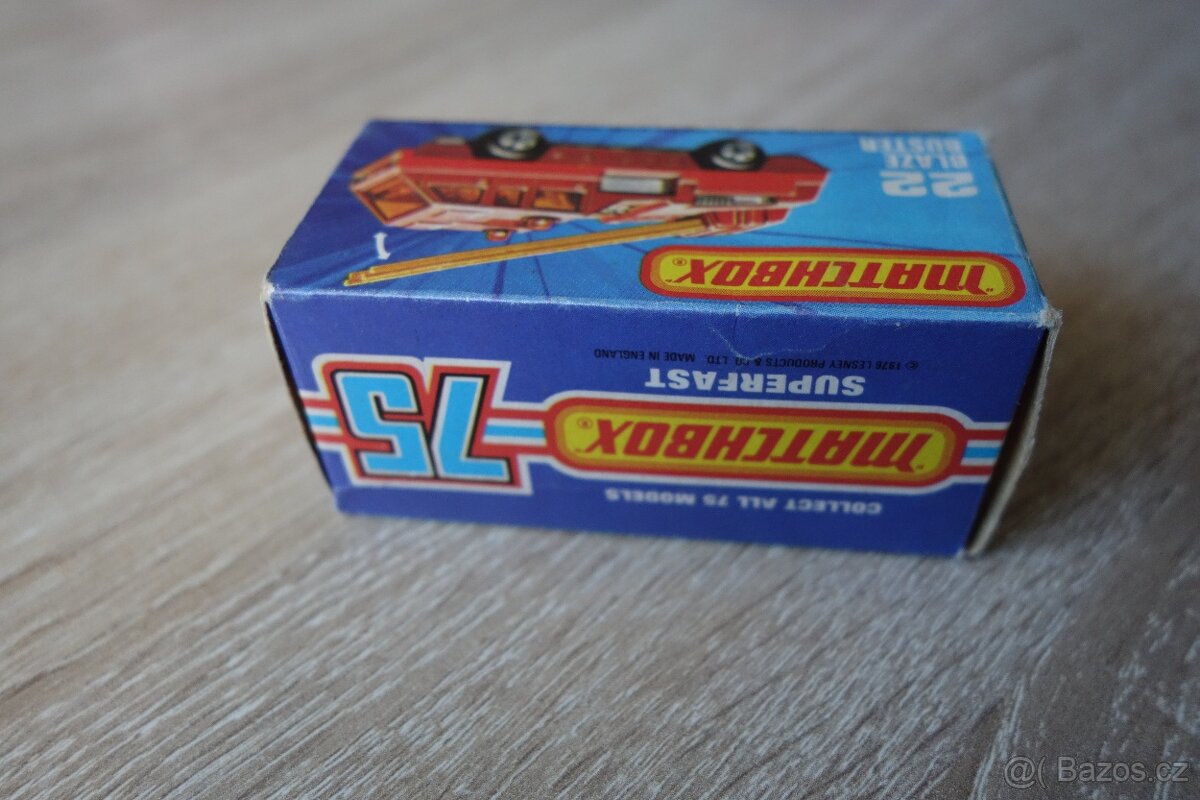 22
BLAZE
BUSTER
"MATCHBOX"®
COLLECT ALL 75 MODELS
"MATCHBOX"®
75
SUPERFAST
© 1976 LESNEY PRODUCTS & CO. LTD. MADE IN ENGLAND
@( Bazos.cz